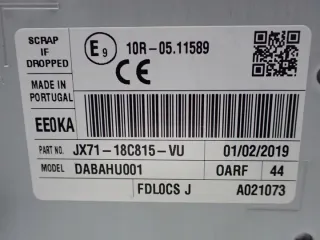 SCRAP
IF
DROPPED
E9 10R-05.11589
CE
MADE IN
PORTUGAL
EE0KA
PART NO. JX71-18C815-VU 01/02/2019
MODEL DABAHU001 OARF 44
FDLOCS J A021073